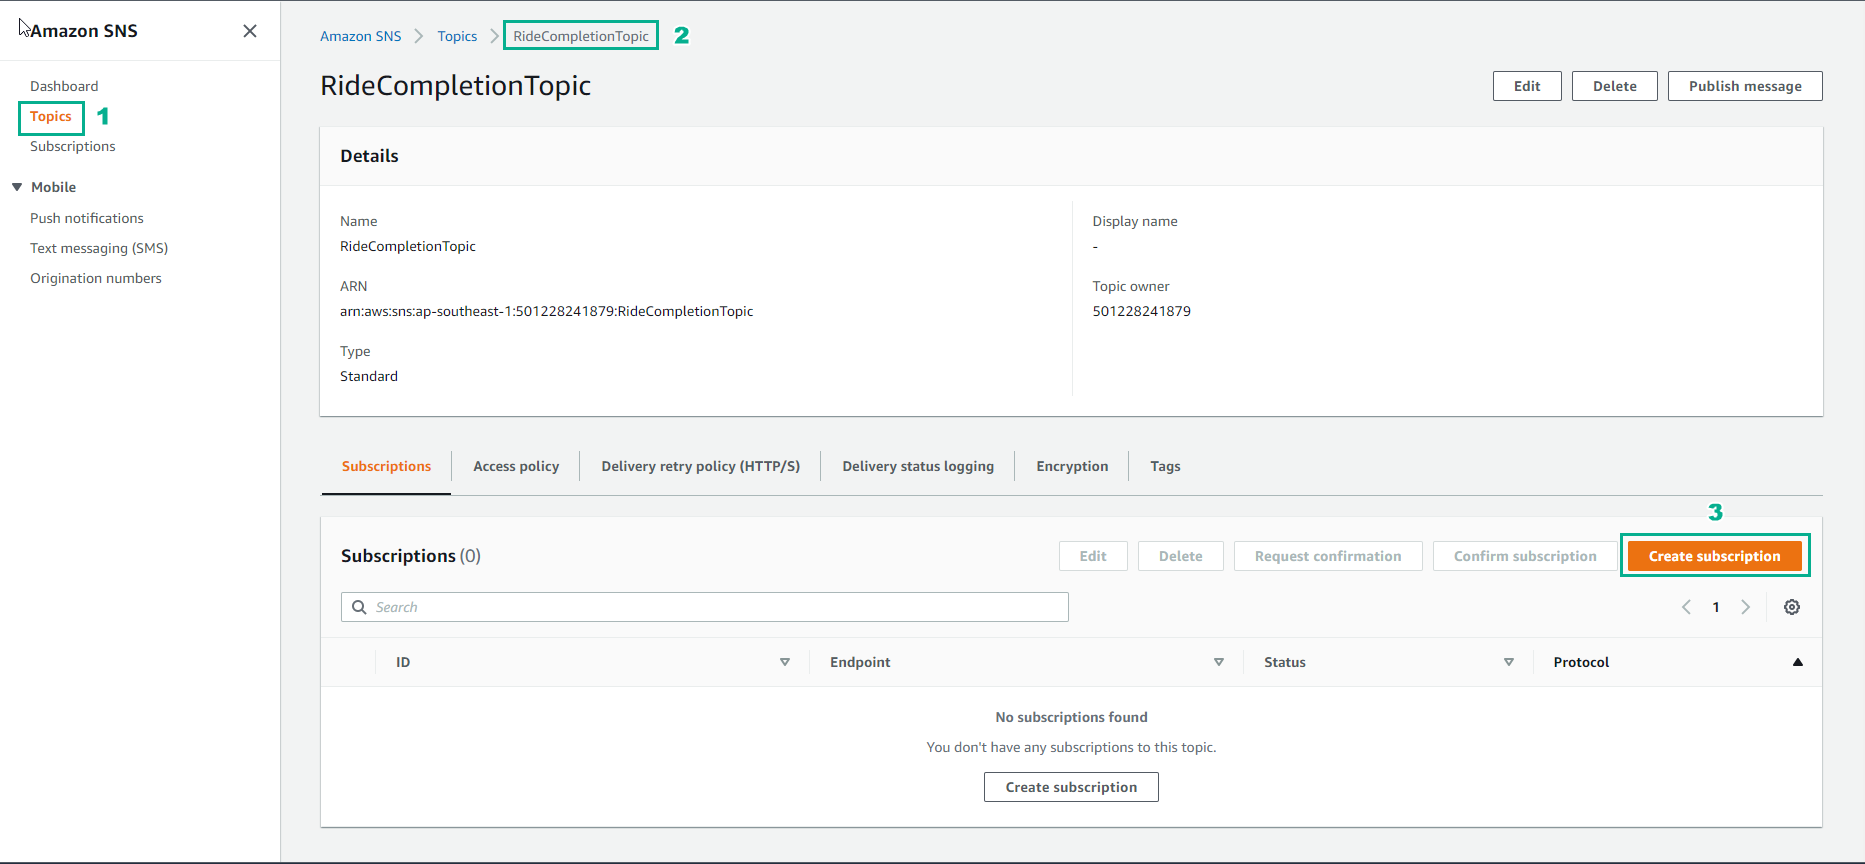 Amazon SNS
Dashboard
Topics 1
Subscriptions
Mobile
Push notifications
Text messaging (SMS)
Origination numbers
Amazon SNS Topics RideCompletionTopic 2
RideCompletionTopic
Edit Delete Publish message
Details
Name
RideCompletionTopic
ARN
arn:aws:sns:ap-southeast-1:501228241879:RideCompletionTopic
Type
Standard
Display name
-
Topic owner
501228241879
Subscriptions Access policy Delivery retry policy (HTTP/S) Delivery status logging Encryption Tags
3
Subscriptions (0) Edit Delete Request confirmation Confirm subscription Create subscription
Search 1
ID Endpoint Status Protocol
No subscriptions found
You don't have any subscriptions to this topic.
Create subscription